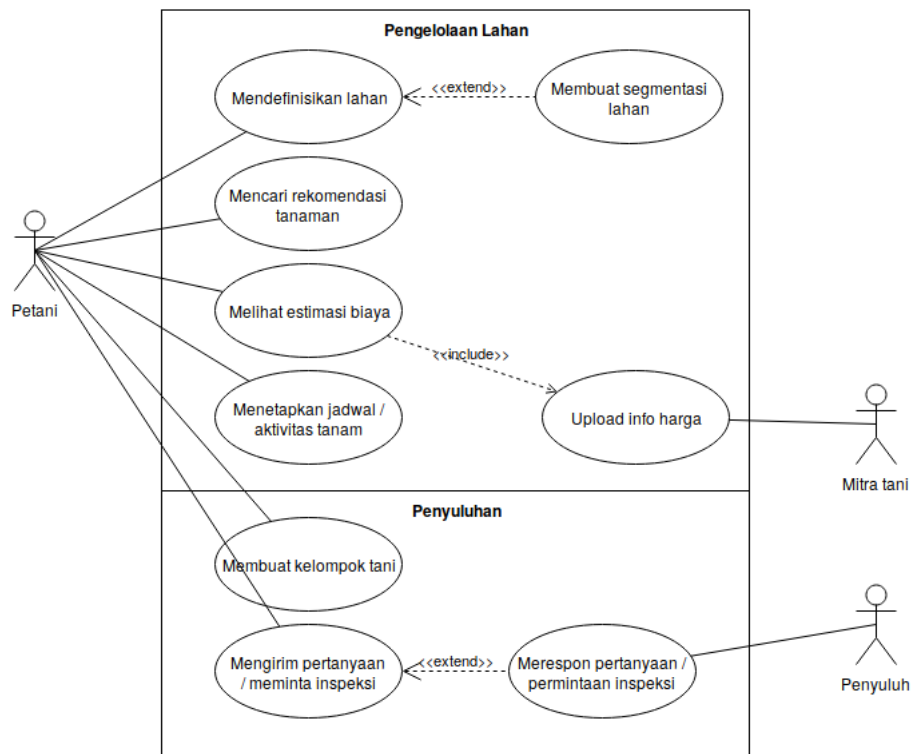 Pengelolaan Lahan
Mendefinisikan lahan
<<extend>>
Membuat segmentasi
lahan
Mencari rekomendasi
tanaman
Petani
Melihat estimasi biaya
<<include>>
Menetapkan jadwal /
aktivitas tanam
Upload info harga
Mitra tani
Penyuluhan
Membuat kelompok tani
Mengirim pertanyaan
/ meminta inspeksi
<<extend>>
Merespon pertanyaan /
permintaan inspeksi
Penyuluh